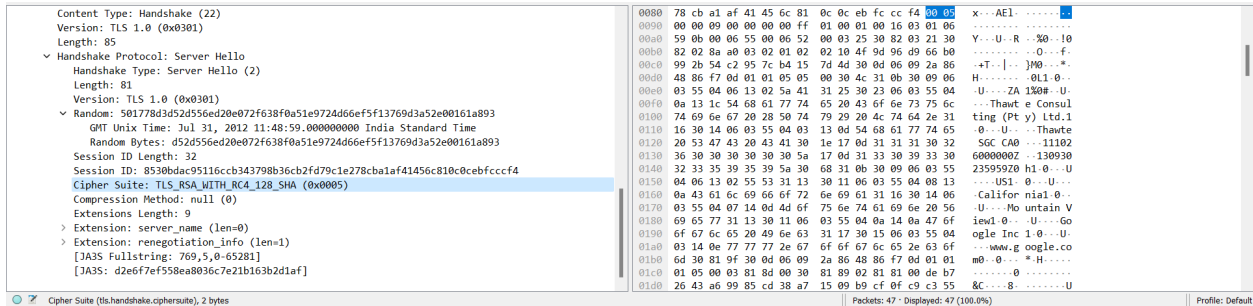 Content Type: Handshake (22)
Version: TLS 1.0 (0x0301)
Length: 85
Handshake Protocol: Server Hello
Handshake Type: Server Hello (2)
Length: 81
Version: TLS 1.0 (0x0301)
Random: 501778d3d52d556ed20e072f638f0a51e9724d66ef5f13769d3a52e00161a893
GMT Unix Time: Jul 31, 2012 11:48:59.000000000 India Standard Time
Random Bytes: d52d556ed20e072f638f0a51e9724d66ef5f13769d3a52e00161a893
Session ID Length: 32
Session ID: 8530bdac95116ccb343798b36cb2fd79c1e278cba1af41456c810c0cebfcccf4
Cipher Suite: TLS_RSA_WITH_RC4_128_SHA (0x0005)
Compression Method: null (0)
Extensions Length: 9
Extension: server_name (len=0)
Extension: renegotiation_info (len=1)
[JA3S Fullstring: 769,5,0-65281]
[JA3S: d2e6f7ef558ea8036c7e21b163b2d1af]
0080 78 cb a1 af 41 45 6c 81 0c 0c eb fc cc f4 00 05 x···AEl· ········
0090 00 00 09 00 00 00 00 ff 01 00 01 00 16 03 01 06 ········ ········
00a0 59 0b 00 06 55 00 06 52 00 03 25 30 82 03 21 30 Y···U··R ··%0··!0
00b0 82 02 8a a0 03 02 01 02 02 10 4f 9d 96 d9 66 b0 ········ ··O···f·
00c0 99 2b 54 c2 95 7c b4 15 7d 4d 30 0d 06 09 2a 86 ·+T··|·· }M0···*·
00d0 48 86 f7 0d 01 01 05 05 00 30 4c 31 0b 30 09 06 H······· ·0L1·0··
00e0 03 55 04 06 13 02 5a 41 31 25 30 23 06 03 55 04 ·U····ZA 1%0#··U·
00f0 0a 13 1c 54 68 61 77 74 65 20 43 6f 6e 73 75 6c ···Thawt e Consul
0100 74 69 6e 67 20 28 50 74 79 29 20 4c 74 64 2e 31 ting (Pt y) Ltd.1
0110 16 30 14 06 03 55 04 03 13 0d 54 68 61 77 74 65 ·0···U·· ··Thawte
0120 20 53 47 43 20 43 41 30 1e 17 0d 31 31 31 30 32 SGC CA0 ···11102
0130 36 30 30 30 30 30 30 5a 17 0d 31 33 30 39 33 30 6000000Z ··130930
0140 32 33 35 39 35 39 5a 30 68 31 0b 30 09 06 03 55 235959Z0 h1·0···U
0150 04 06 13 02 55 53 31 13 30 11 06 03 55 04 08 13 ····US1· 0···U···
0160 0a 43 61 6c 69 66 6f 72 6e 69 61 31 16 30 14 06 ·Califor nia1·0··
0170 03 55 04 07 14 0d 4d 6f 75 6e 74 61 69 6e 20 56 ·U····Mo untain V
0180 69 65 77 31 13 30 11 06 03 55 04 0a 14 0a 47 6f iew1·0·· ·U····Go
0190 6f 67 6c 65 20 49 6e 63 31 17 30 15 06 03 55 04 ogle Inc 1·0···U·
01a0 03 14 0e 77 77 77 2e 67 6f 6f 67 6c 65 2e 63 6f ···www.g oogle.co
01b0 6d 30 81 9f 30 0d 06 09 2a 86 48 86 f7 0d 01 01 m0··0··· *·H·····
01c0 01 05 00 03 81 8d 00 30 81 89 02 81 81 00 de b7 ·······0 ········
01d0 26 43 a6 99 85 cd 38 a7 15 09 b9 cf 0f c9 c3 55 &C····8· ·······U
Cipher Suite (tls.handshake.ciphersuite), 2 bytes
Packets: 47 · Displayed: 47 (100.0%)
Profile: Default